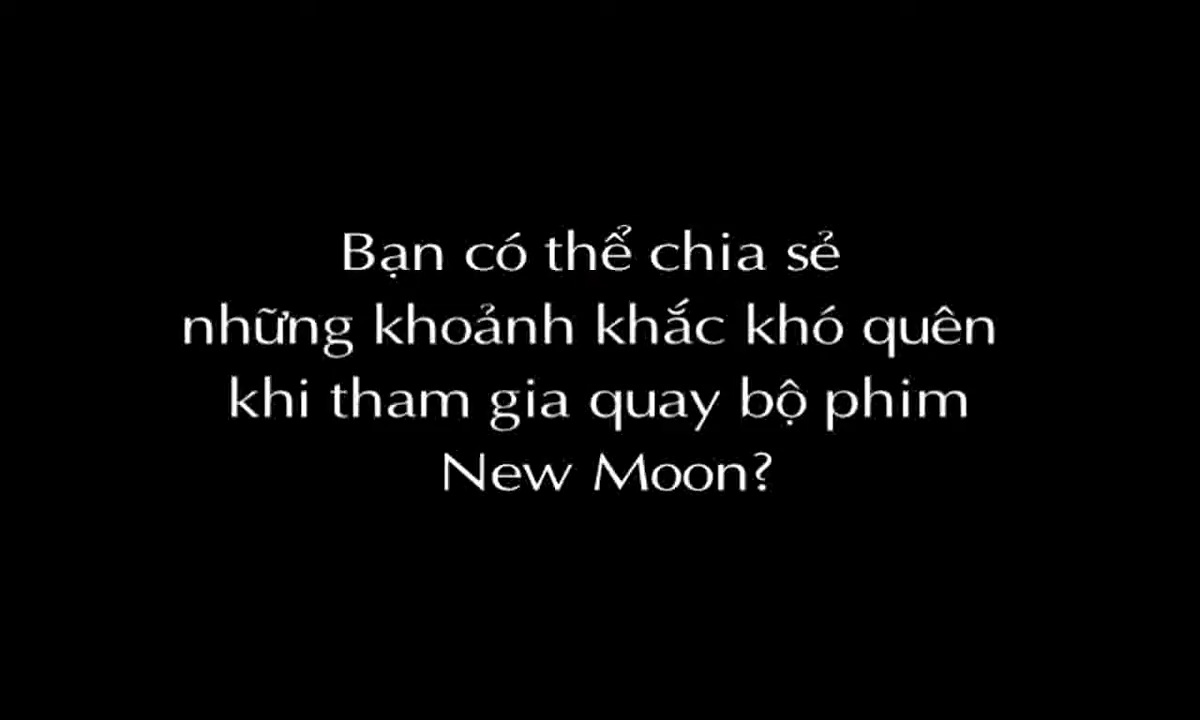 Bạn có thể chia sẻ
những khoảnh khắc khó quên
khi tham gia quay bộ phim
New Moon?